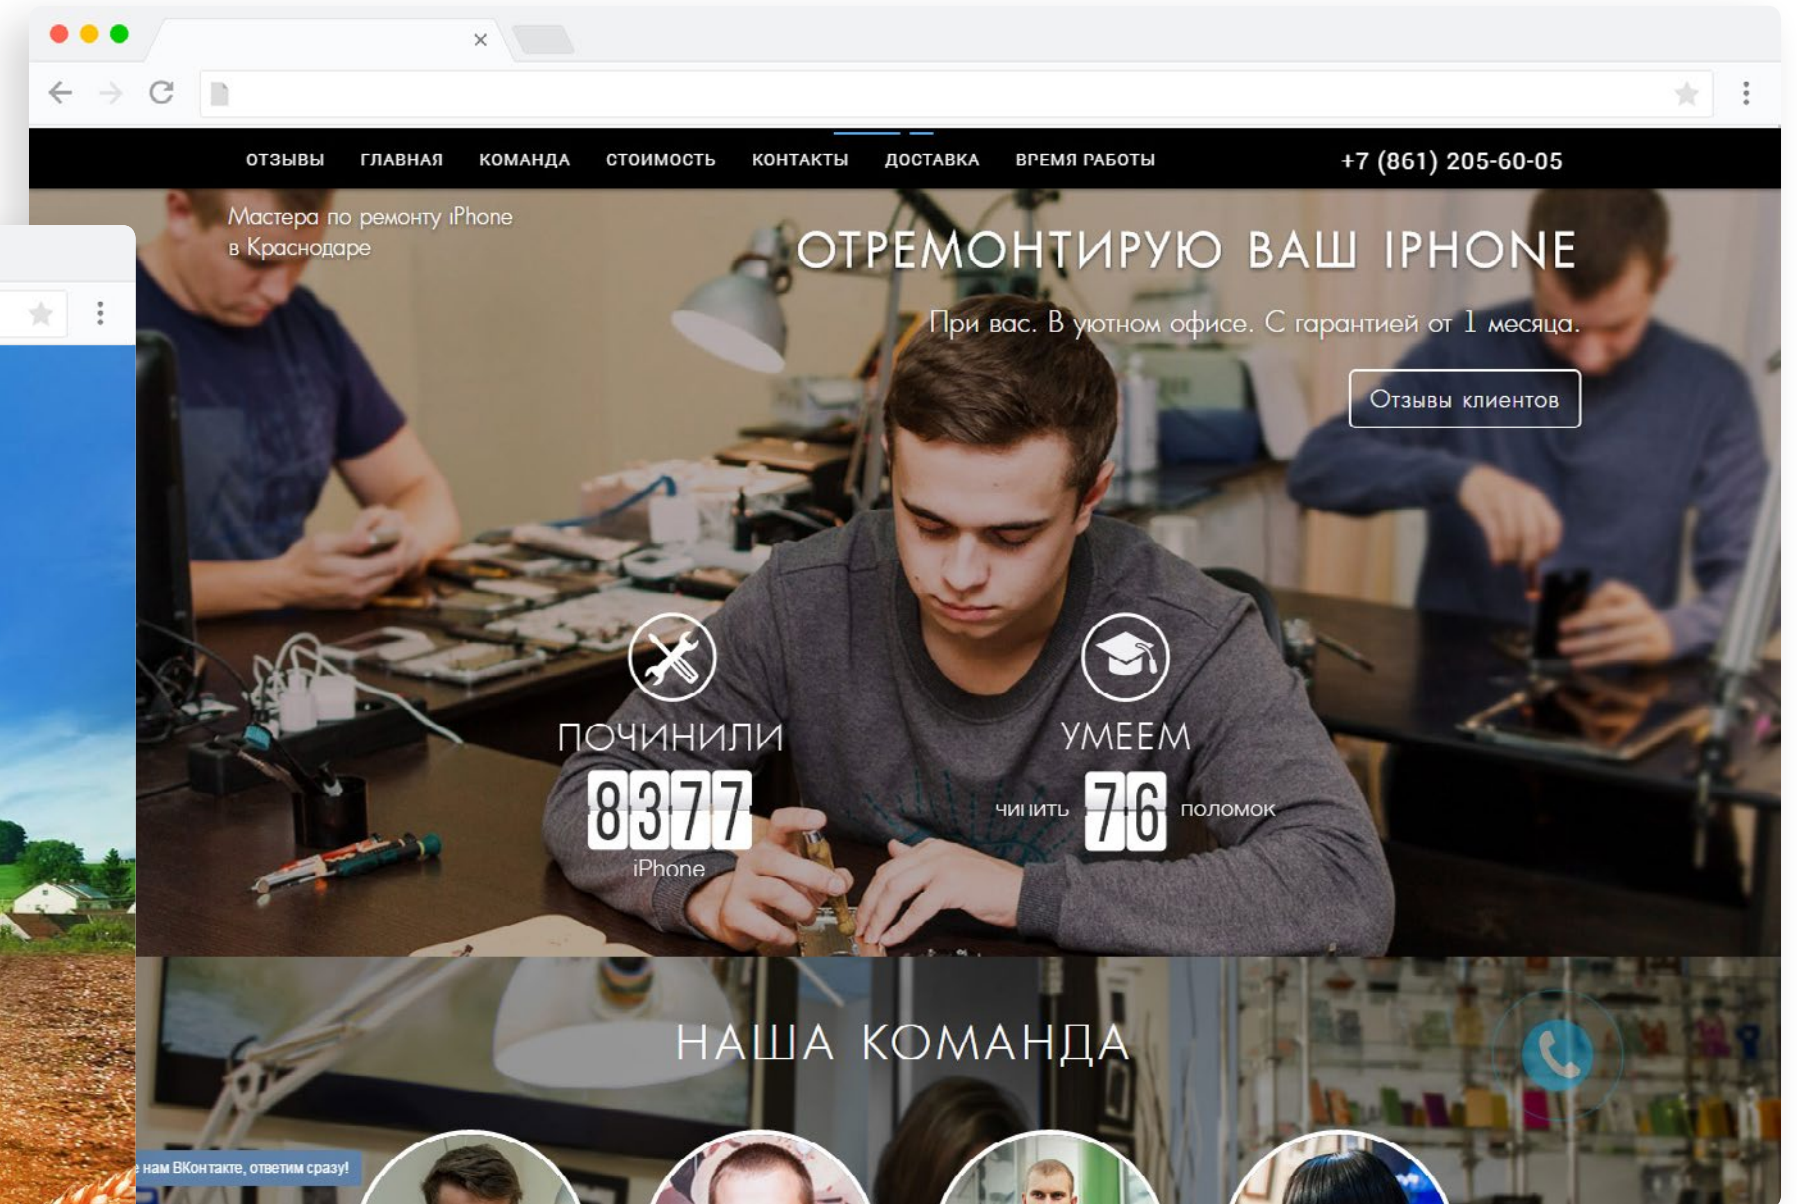 ОТЗЫВЫ ГЛАВНАЯ КОМАНДА СТОИМОСТЬ КОНТАКТЫ ДОСТАВКА ВРЕМЯ РАБОТЫ +7 (861) 205-60-05
Мастера по ремонту iPhone
в Краснодаре
ОТРЕМОНТИРУЮ ВАШ IPHONE
При вас. В уютном офисе. С гарантией от 1 месяца.
Отзывы клиентов
ПОЧИНИЛИ
8377
iPhone
УМЕЕМ
чинить 76 поломок
НАША КОМАНДА
нам ВКонтакте, ответим сразу!